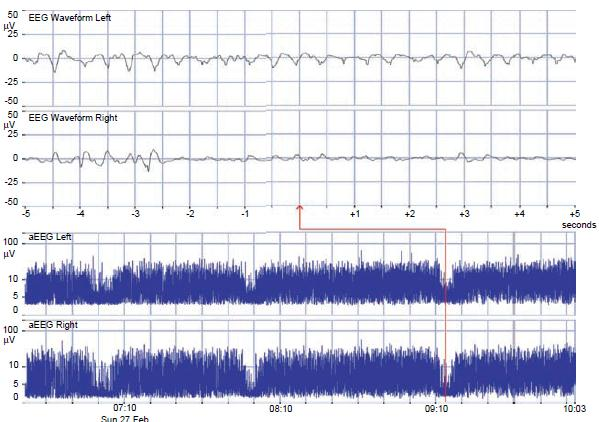 50
µV
EEG Waveform Left
25
0
-25
-50
50
µV
EEG Waveform Right
25
0
-25
-50
-5 -4 -3 -2 -1 +1 +2 +3 +4 +5
seconds
aEEG Left
100
µV
10
5
0
aEEG Right
100
µV
10
5
0
07:10 08:10 09:10 10:03
Sun 27 Feb